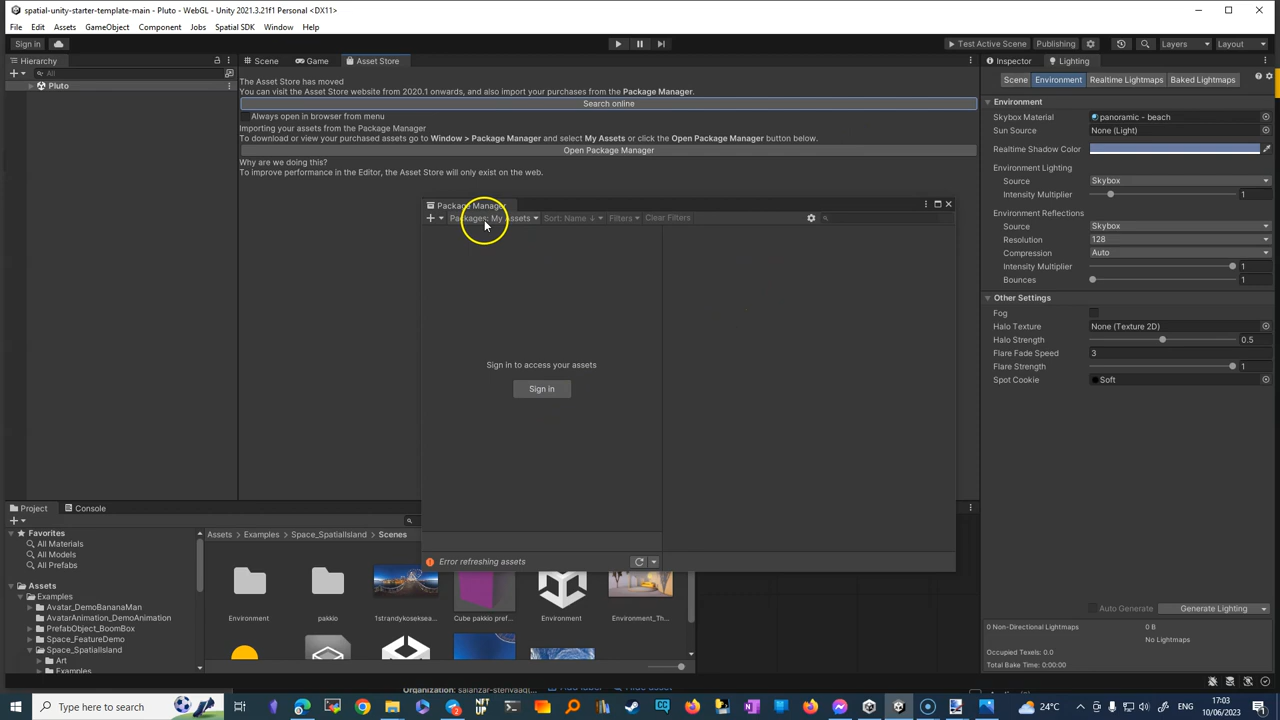 spatial-unity-starter-template-main - Pluto - WebGL - Unity 2021.3.21f1 Personal <DX11>
File Edit Assets GameObject Component Jobs Spatial SDK Window Help
Sign in Test Active Scene Publishing Layers Layout
Hierarchy Scene Game Asset Store Inspector Lighting
All
Scene Environment Realtime Lightmaps Baked Lightmaps
Pluto
The Asset Store has moved
You can visit the Asset Store website from 2020.1 onwards, and also import your purchases from the Package Manager.
Search online
Always open in browser from menu
Importing your assets from the Package Manager
To download or view your purchased assets go to Window > Package Manager and select My Assets or click the Open Package Manager button below.
Open Package Manager
Why are we doing this?
To improve performance in the Editor, the Asset Store will only exist on the web.
Package Manager
Packages: My Assets Sort: Name ↓ Filters Clear Filters
Sign in to access your assets
Sign in
Error refreshing assets
Environment
Skybox Material panoramic - beach
Sun Source None (Light)
Realtime Shadow Color
Environment Lighting
Source Skybox
Intensity Multiplier 1
Environment Reflections
Source Skybox
Resolution 128
Compression Auto
Intensity Multiplier 1
Bounces 1
Other Settings
Fog
Halo Texture None (Texture 2D)
Halo Strength 0.5
Flare Fade Speed 3
Flare Strength 1
Spot Cookie Soft
Auto Generate Generate Lighting
0 Non-Directional Lightmaps 0 B
No Lightmaps
Occupied Texels: 0.0
Total Bake Time: 0:00:00
Project Console
Favorites
All Materials
All Models
All Prefabs
Assets
Examples
Avatar_DemoBananaMan
AvatarAnimation_DemoAnimation
PrefabObject_BoomBox
Space_FeatureDemo
Space_SpatialIsland
Art
Examples
Assets > Examples > Space_SpatialIsland > Scenes
Environment pakkio 1strandykoseksea... Cube pakkio pref... Environment Environment_Th...
Type here to search
24°C
17:03
10/06/2023